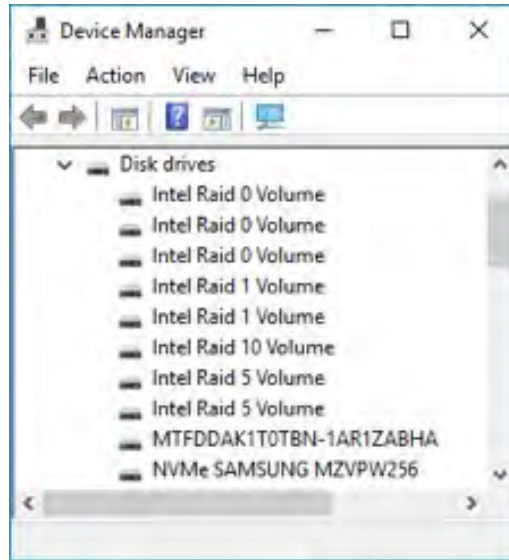 Device Manager
File Action View Help
Disk drives
Intel Raid 0 Volume
Intel Raid 0 Volume
Intel Raid 0 Volume
Intel Raid 1 Volume
Intel Raid 1 Volume
Intel Raid 10 Volume
Intel Raid 5 Volume
Intel Raid 5 Volume
MTFDDAK1T0TBN-1AR1ZABHA
NVMe SAMSUNG MZVPW256